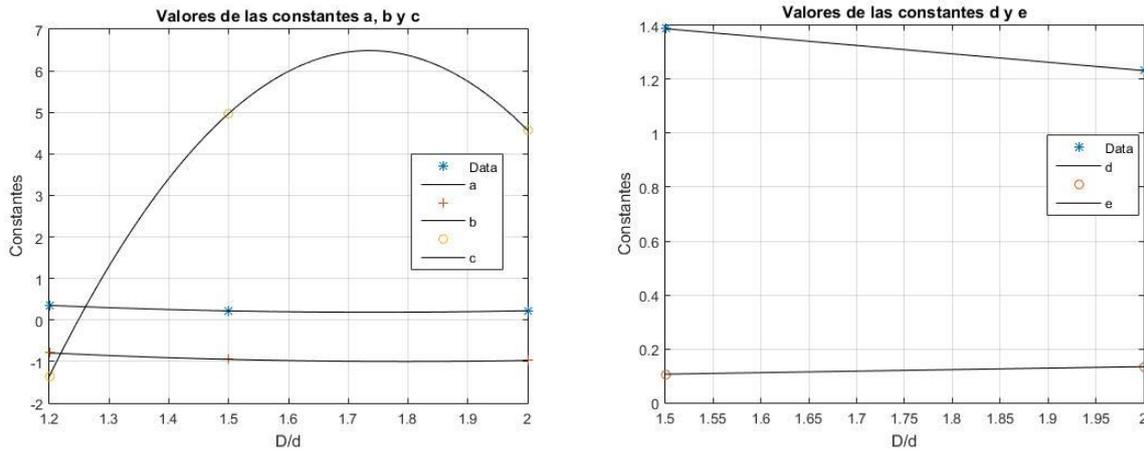 Valores de las constantes a, b y c
7
6
5
4
3
2
1
0
-1
-2
Constantes
Data
a
b
c
1.2 1.3 1.4 1.5 1.6 1.7 1.8 1.9 2
D/d
Valores de las constantes d y e
1.4
1.2
1
0.8
0.6
0.4
0.2
0
Constantes
Data
d
e
1.5 1.55 1.6 1.65 1.7 1.75 1.8 1.85 1.9 1.95 2
D/d